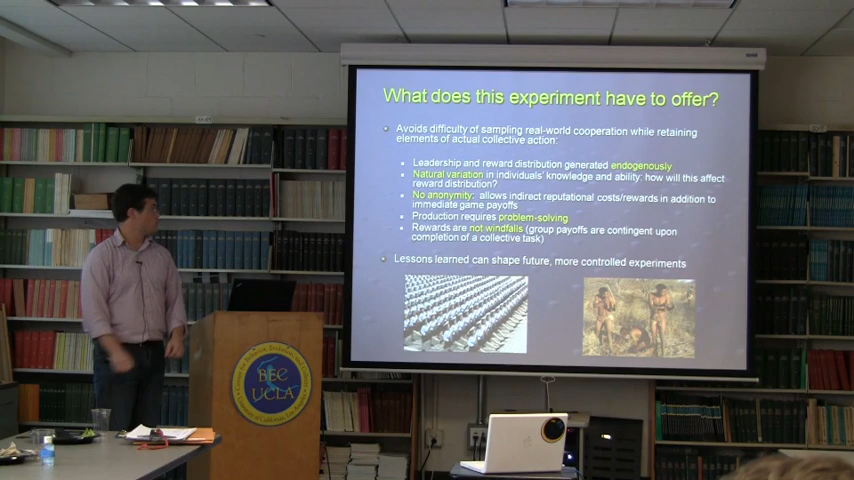 What does this experiment have to offer?
Avoids difficulty of sampling real-world cooperation while retaining
elements of actual collective action:
Leadership and reward distribution generated endogenously
Natural variation in individuals' knowledge and ability: how will this affect
reward distribution?
No anonymity: allows indirect reputational costs/rewards in addition to
immediate game payoffs
Production requires problem-solving
Rewards are not windfalls (group payoffs are contingent upon
completion of a collective task)
Lessons learned can shape future, more controlled experiments
BEC
UCLA